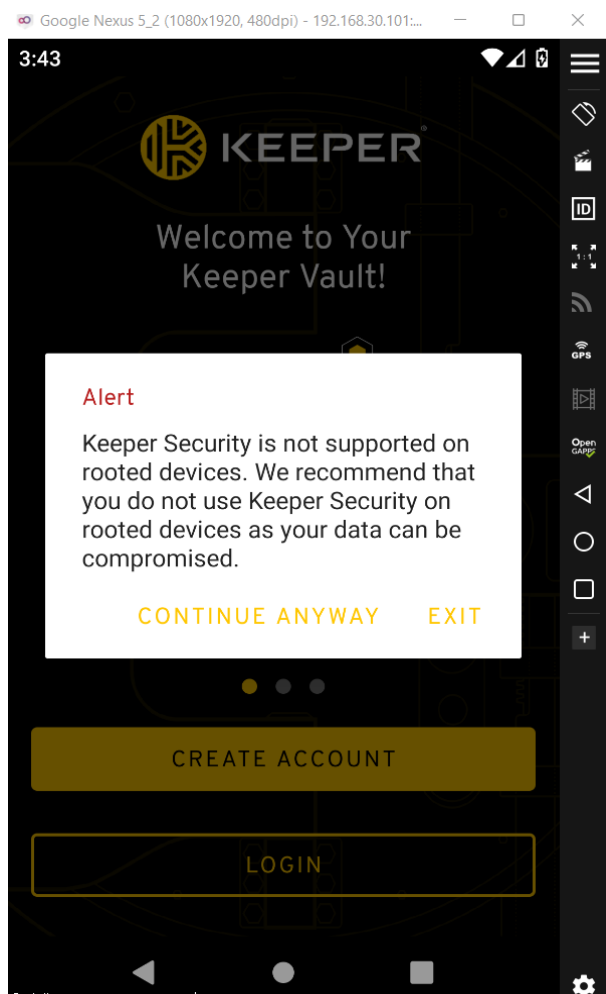 Google Nexus 5_2 (1080x1920, 480dpi) - 192.168.30.101:...
3:43
KEEPER
Welcome to Your
Keeper Vault!
Alert
Keeper Security is not supported on
rooted devices. We recommend that
you do not use Keeper Security on
rooted devices as your data can be
compromised.
CONTINUE ANYWAY EXIT
CREATE ACCOUNT
LOGIN
ID
1:1
GPS
Open
GAPPS